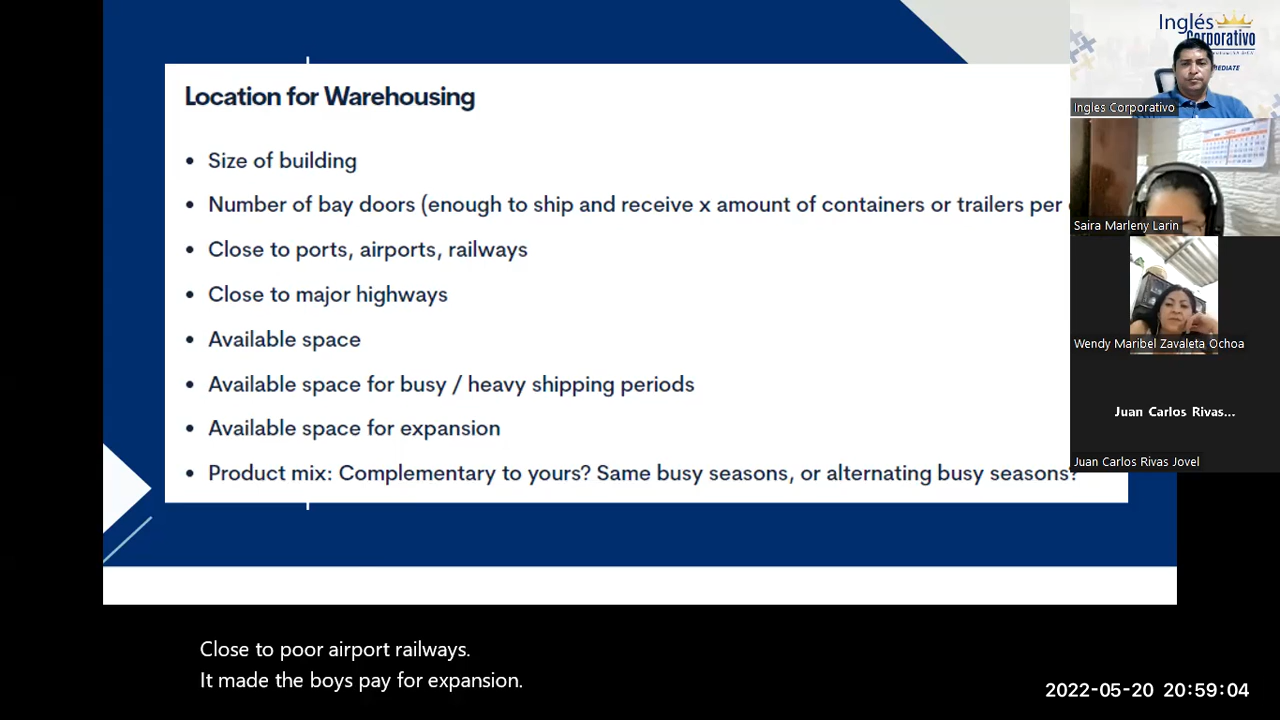 Location for Warehousing
• Size of building
• Number of bay doors (enough to ship and receive x amount of containers or trailers per
• Close to ports, airports, railways
• Close to major highways
• Available space
• Available space for busy / heavy shipping periods
• Available space for expansion
• Product mix: Complementary to yours? Same busy seasons, or alternating busy seasons?
Inglés
Corporativo
Ingles Corporativo
Saira Marleny Larin
Wendy Maribel Zavaleta Ochoa
Juan Carlos Rivas...
Juan Carlos Rivas Jovel
Close to poor airport railways.
It made the boys pay for expansion.
2022-05-20 20:59:04